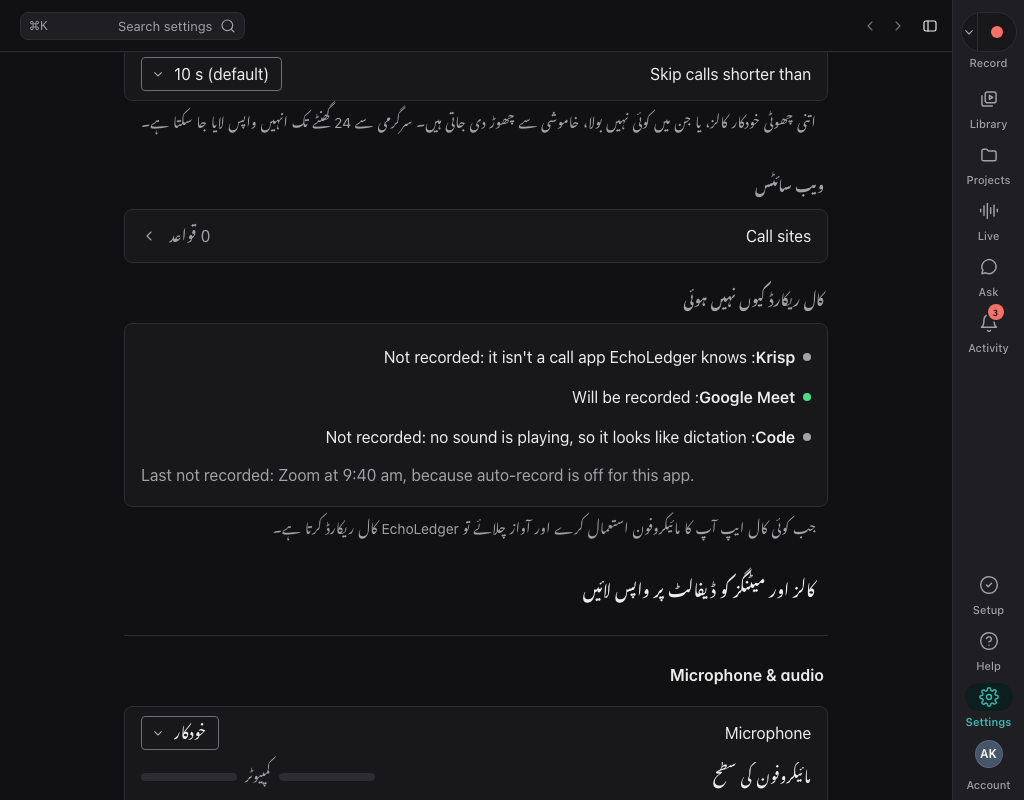 Search settings ⌘K
Skip calls shorter than
10 s (default)
اتنی چھوٹی خودکار کالز، یا جن میں کوئی نہیں بولا، خاموشی سے چھوڑ دی جاتی ہیں۔ سرگرمی سے 24 گھنٹے تک انہیں واپس لایا جا سکتا ہے۔
ویب سائٹس
Call sites
0 قواعد
کال ریکارڈ کیوں نہیں ہوئی
Krisp: Not recorded: it isn't a call app EchoLedger knows
Google Meet: Will be recorded
Code: Not recorded: no sound is playing, so it looks like dictation
Last not recorded: Zoom at 9:40 am, because auto-record is off for this app.
جب کوئی کال ایپ آپ کا مائیکروفون استعمال کرے اور آواز چلائے تو EchoLedger کال ریکارڈ کرتا ہے۔
کالز اور میٹنگز کو ڈیفالٹ پر واپس لائیں
Microphone & audio
Microphone
خودکار
مائیکروفون کی سطح
کمپیوٹر
Record
Library
Projects
Live
Ask
3
Activity
Setup
Help
Settings
AK
Account